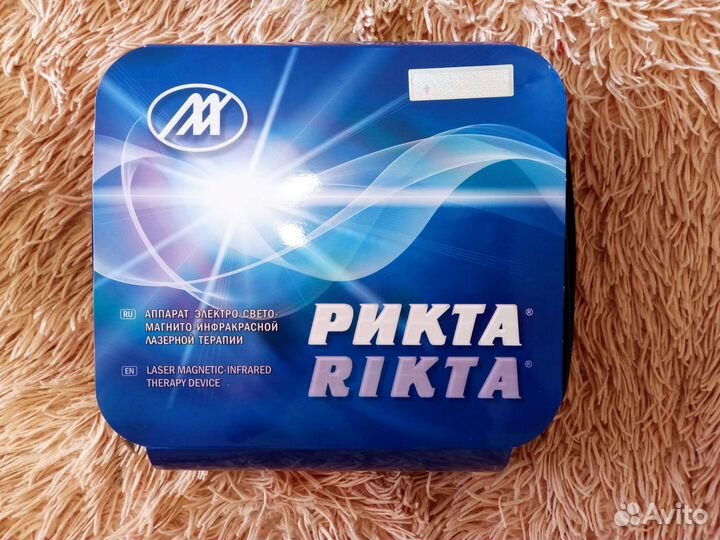 RU АППАРАТ ЭЛЕКТРО-СВЕТО-
МАГНИТО-ИНФРАКРАСНОЙ
ЛАЗЕРНОЙ ТЕРАПИИ
РИКТА®
EN LASER MAGNETIC-INFRARED
THERAPY DEVICE
RIKTA®
Avito